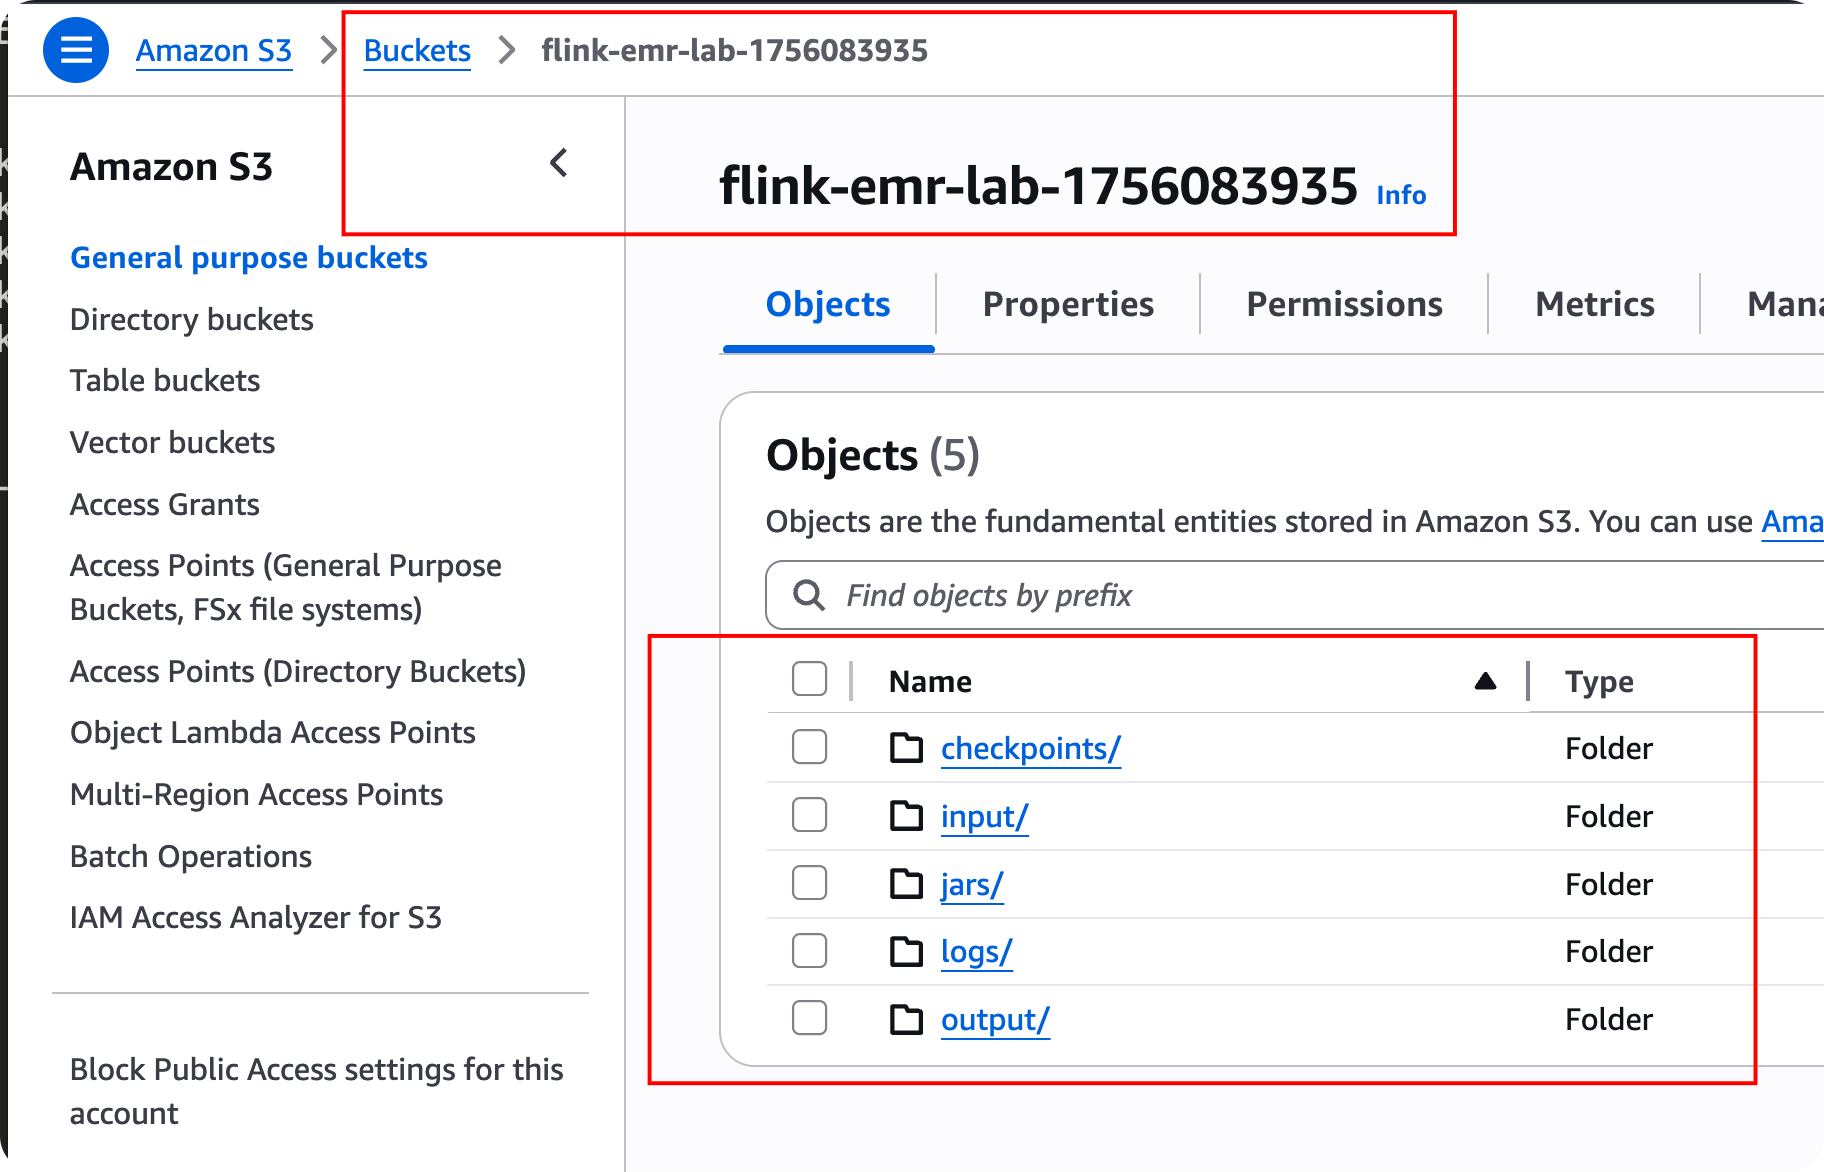 Amazon S3 > Buckets > flink-emr-lab-1756083935
Amazon S3
General purpose buckets
Directory buckets
Table buckets
Vector buckets
Access Grants
Access Points (General Purpose
Buckets, FSx file systems)
Access Points (Directory Buckets)
Object Lambda Access Points
Multi-Region Access Points
Batch Operations
IAM Access Analyzer for S3
Block Public Access settings for this
account
flink-emr-lab-1756083935 Info
Objects Properties Permissions Metrics
Objects (5)
Objects are the fundamental entities stored in Amazon S3. You can use
Find objects by prefix
Name Type
checkpoints/ Folder
input/ Folder
jars/ Folder
logs/ Folder
output/ Folder